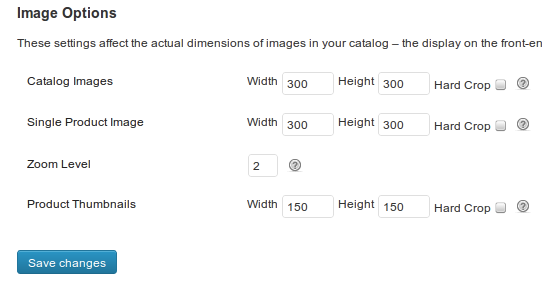 Image Options
These settings affect the actual dimensions of images in your catalog – the display on the front-en
Catalog Images Width 300 Height 300 Hard Crop ?
Single Product Image Width 300 Height 300 Hard Crop ?
Zoom Level 2 ?
Product Thumbnails Width 150 Height 150 Hard Crop ?
Save changes